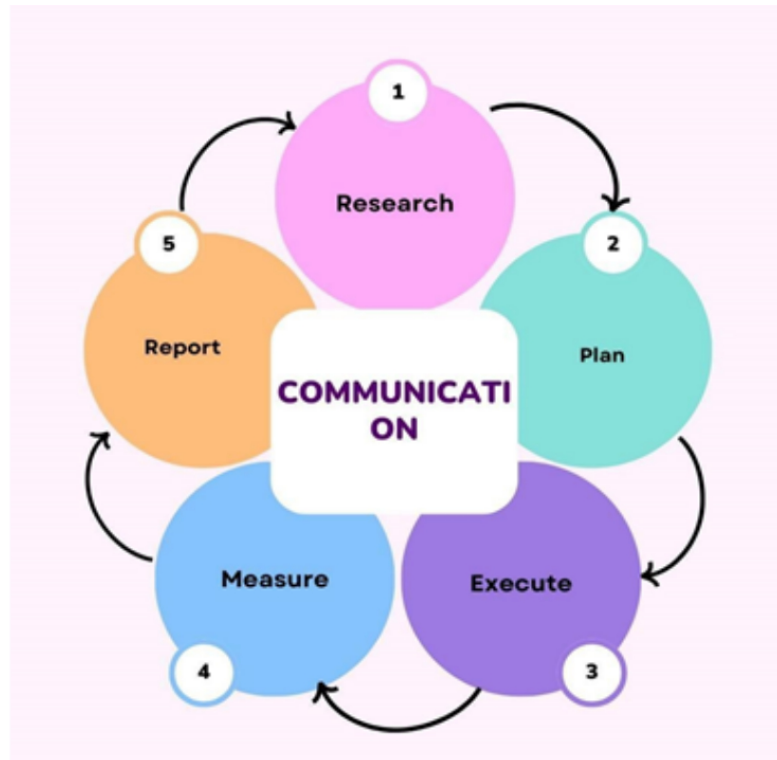 1
Research
2
Plan
3
Execute
4
Measure
5
Report
COMMUNICATI
ON